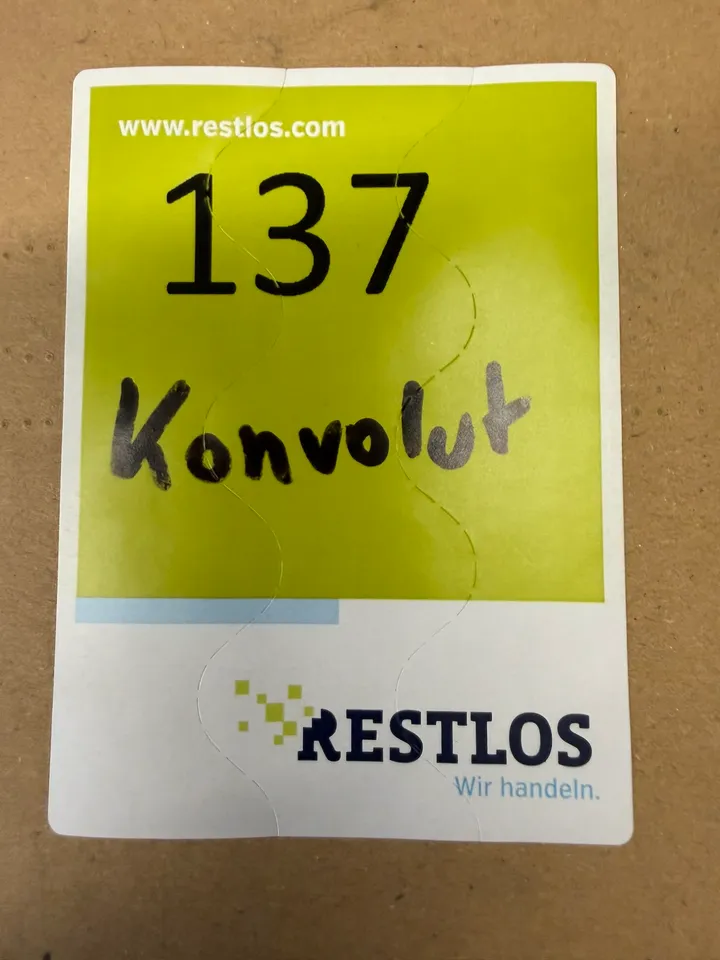 www.restlos.com
137
Konvolut
RESTLOS
Wir handeln.